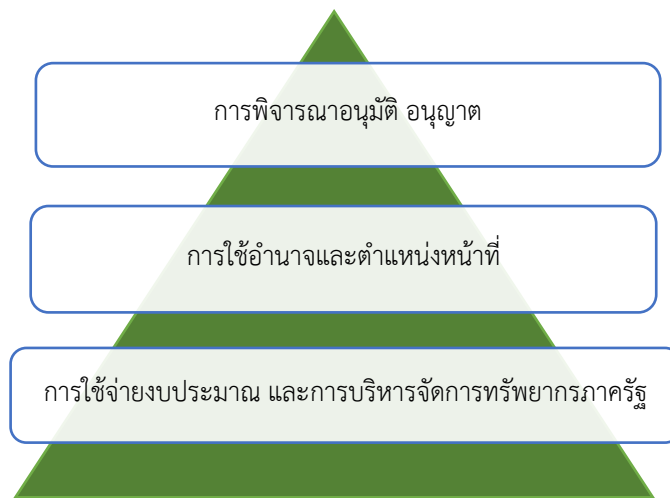 การพิจารณาอนุมัติ อนุญาต
การใช้อำนาจและตำแหน่งหน้าที่
การใช้จ่ายงบประมาณ และการบริหารจัดการทรัพยากรภาครัฐ